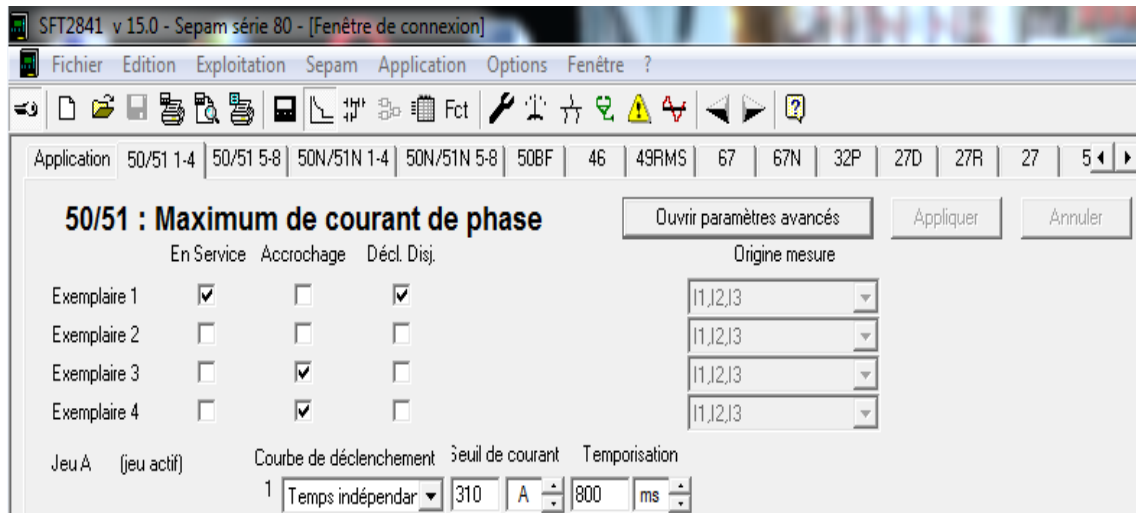 SFT2841 v 15.0 - Sepam série 80 - [Fenêtre de connexion]
Fichier Edition Exploitation Sepam Application Options Fenêtre ?
Fct
Application 50/51 1-4 50/51 5-8 50N/51N 1-4 50N/51N 5-8 50BF 46 49RMS 67 67N 32P 27D 27R 27 5
50/51 : Maximum de courant de phase Ouvrir paramètres avancés Appliquer Annuler
En Service Accrochage Décl. Disj. Origine mesure
Exemplaire 1 I1,I2,I3
Exemplaire 2 I1,I2,I3
Exemplaire 3 I1,I2,I3
Exemplaire 4 I1,I2,I3
Jeu A (jeu actif) Courbe de déclenchement Seuil de courant Temporisation
1 Temps indépendar 310 A 800 ms